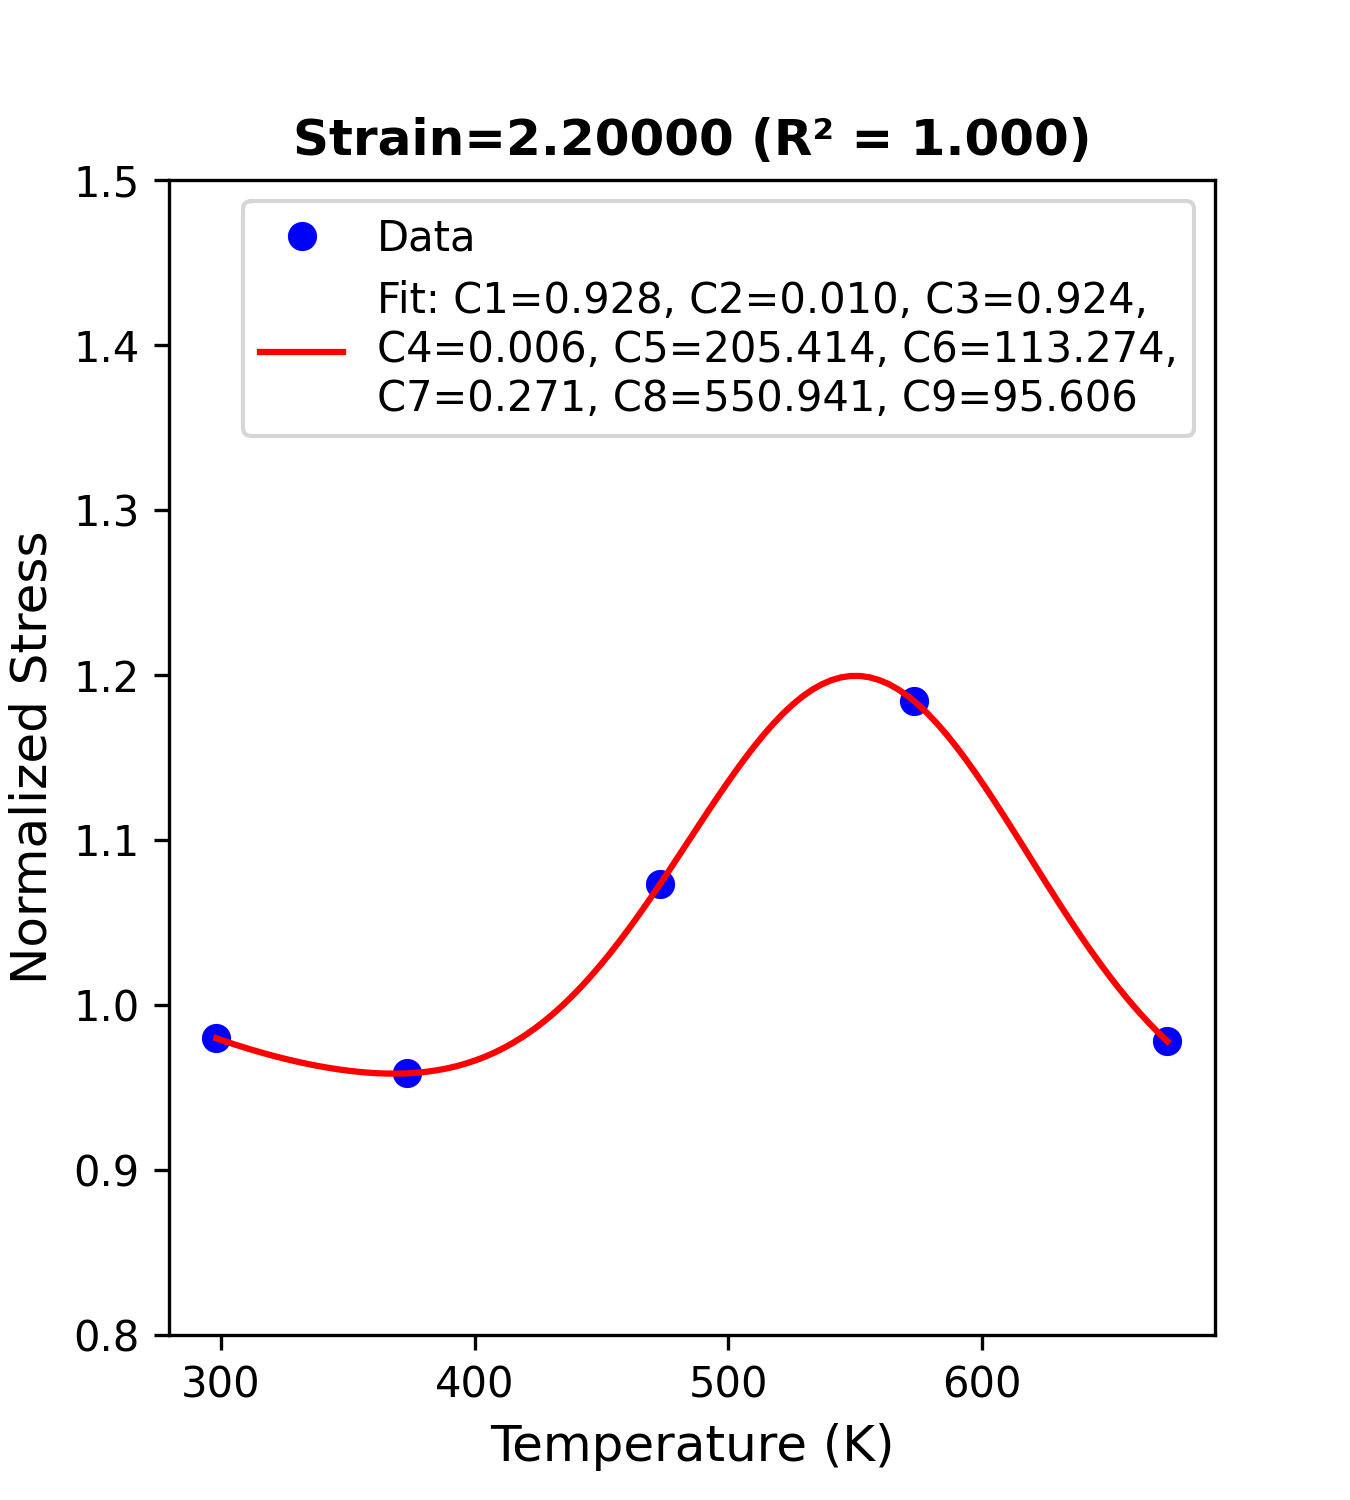 Strain=2.20000 (R² = 1.000)
1.5
1.4
1.3
1.2
1.1
1.0
0.9
0.8
Normalized Stress
Data
Fit: C1=0.928, C2=0.010, C3=0.924,
C4=0.006, C5=205.414, C6=113.274,
C7=0.271, C8=550.941, C9=95.606
300 400 500 600
Temperature (K)